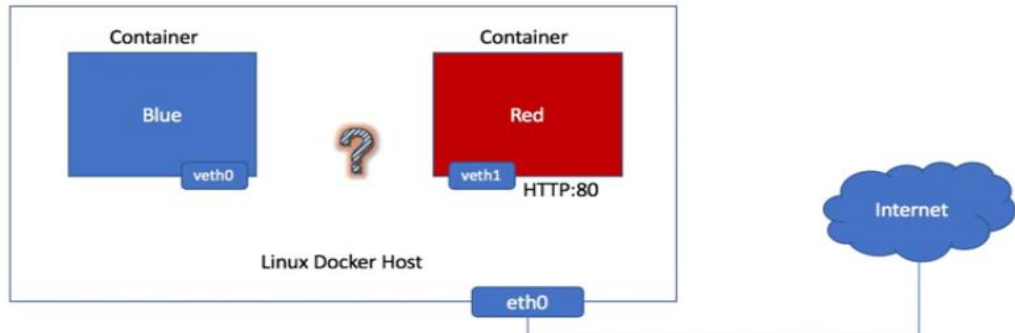 Container
Container
Blue
Red
?
veth0
veth1
HTTP:80
Internet
Linux Docker Host
eth0